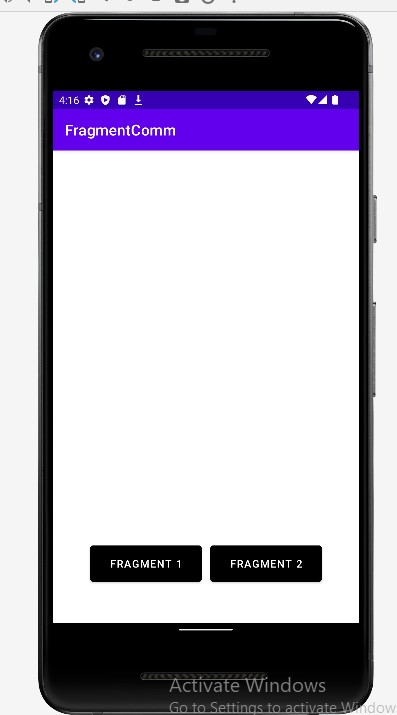 4:16
FragmentComm
FRAGMENT 1
FRAGMENT 2
Activate Windows
Go to Settings to activate Window